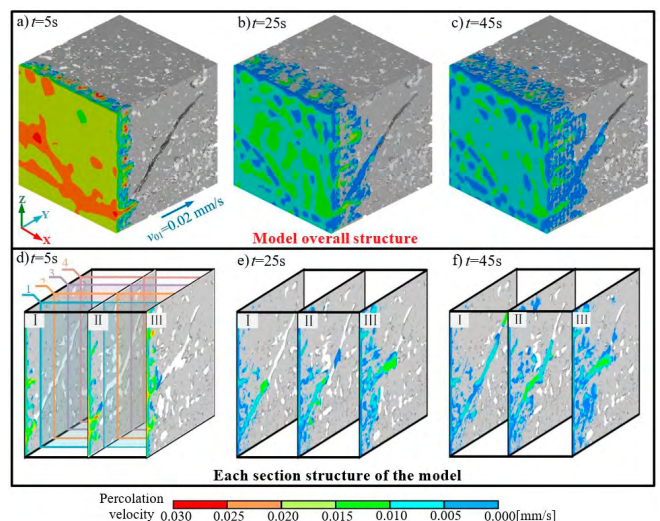 a) t=5s
b) t=25s
c) t=45s
Z
Y
X
v01=0.02 mm/s
Model overall structure
d) t=5s
e) t=25s
f) t=45s
4
3
2
1
I II III
I II III
I II III
Each section structure of the model
Percolation
velocity 0.030 0.025 0.020 0.015 0.010 0.005 0.000[mm/s]